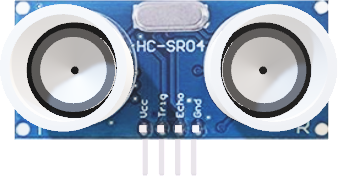 HC-SR04
Vcc
Trig
Echo
Gnd
T
R